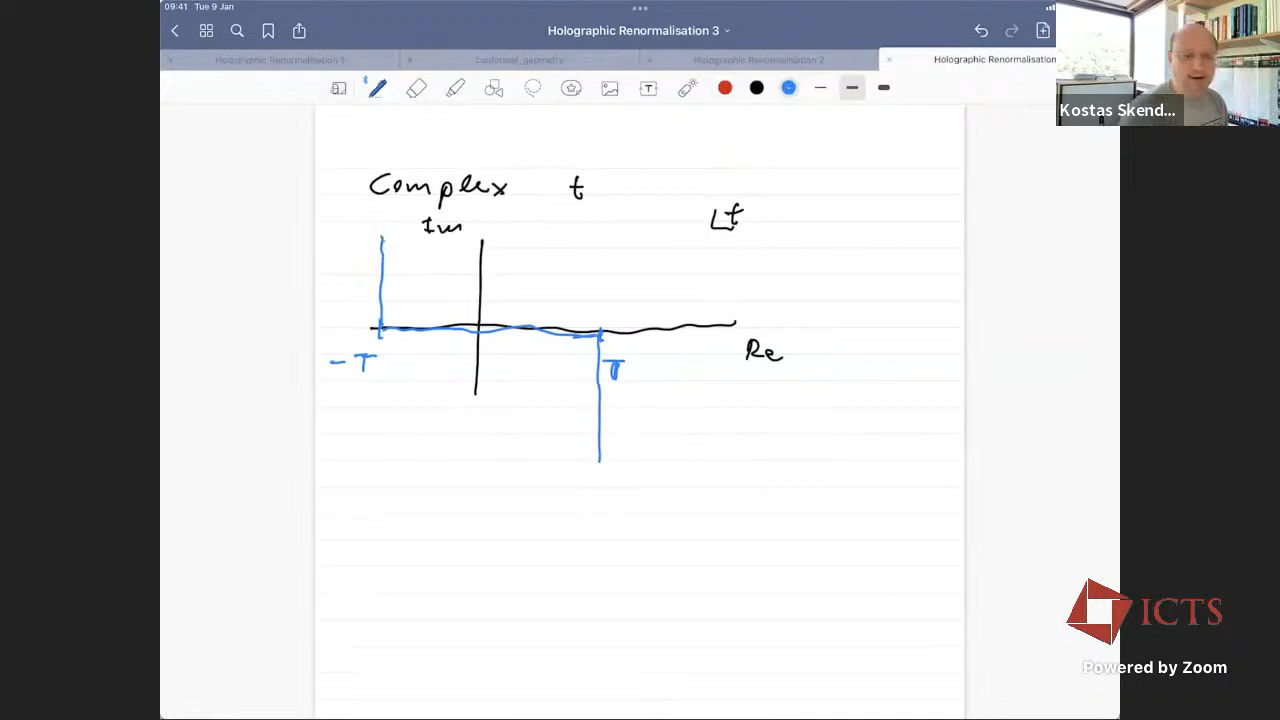 09:41 Tue 9 Jan
Holographic Renormalisation 3
Holographic Renormalisation 1
conformal_geometry
Holographic Renormalisation 2
Holographic Renormalisation
Kostas Skend...
Complex t
Im
t
Re
- T
T
ICTS
Powered by Zoom